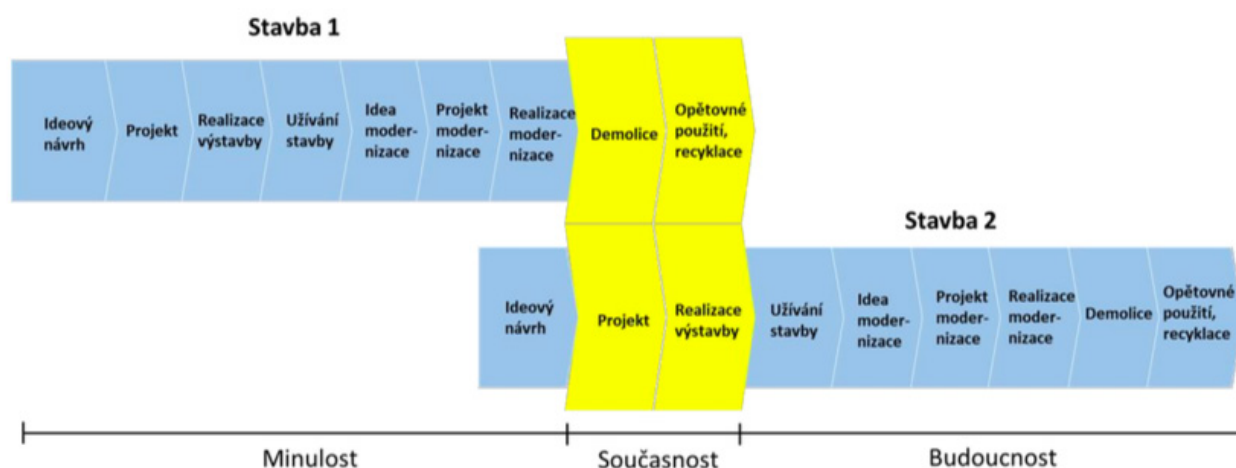 Stavba 1
Ideový
návrh
Projekt
Realizace
výstavby
Užívání
stavby
Idea
moder-
nizace
Projekt
moder-
nizace
Realizace
moder-
nizace
Demolice
Opětovné
použití,
recyklace
Stavba 2
Ideový
návrh
Projekt
Realizace
výstavby
Užívání
stavby
Idea
moder-
nizace
Projekt
moder-
nizace
Realizace
moder-
nizace
Demolice
Opětovné
použití,
recyklace
Minulost
Současnost
Budoucnost